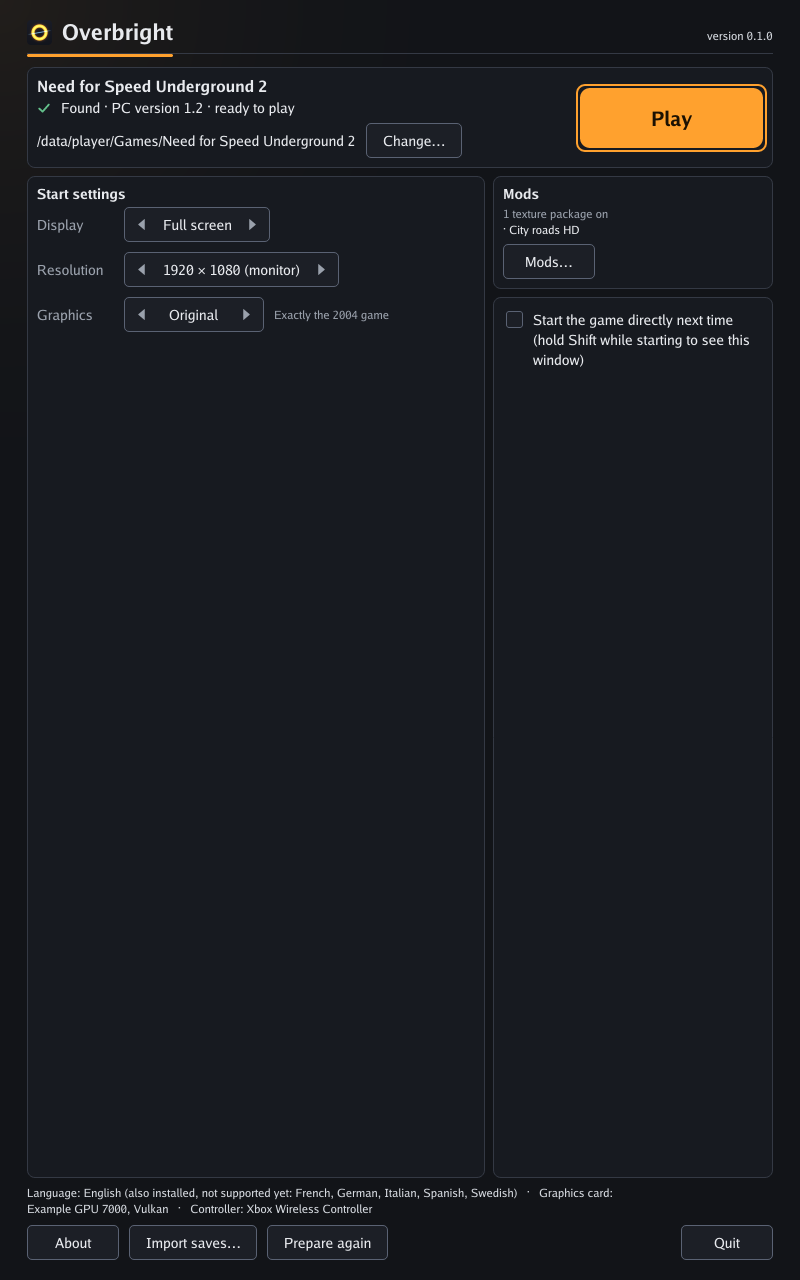 Overbright
version 0.1.0
Need for Speed Underground 2
Found · PC version 1.2 · ready to play
/data/player/Games/Need for Speed Underground 2
Change...
Play
Start settings
Display
Full screen
Resolution
1920 × 1080 (monitor)
Graphics
Original
Exactly the 2004 game
Mods
1 texture package on
· City roads HD
Mods...
Start the game directly next time
(hold Shift while starting to see this
window)
Language: English (also installed, not supported yet: French, German, Italian, Spanish, Swedish) · Graphics card:
Example GPU 7000, Vulkan · Controller: Xbox Wireless Controller
About
Import saves...
Prepare again
Quit